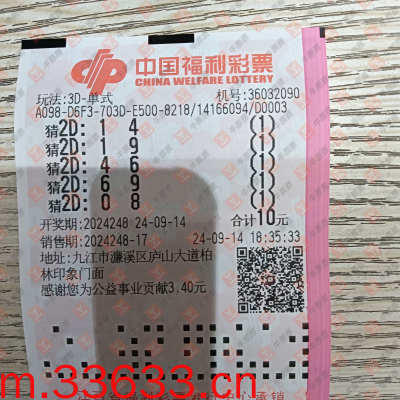 中国福利彩票
CHINA WELFARE LOTTERY
玩法:3D-单式 机号:36032090
A098-D6F3-703D-E500-8218/14166094/D0003
猜2D: 1 4 (1)
猜2D: 1 9 (1)
猜2D: 4 6 (1)
猜2D: 6 9 (1)
猜2D: 0 8 (1)
开奖期:2024248 24-09-14 合计10元
销售期:2024248-17 24-09-14 18:35:33
地址:九江市濂溪区庐山大道柏
林印象门面
感谢您为公益事业贡献3.40元
m.33633.cn